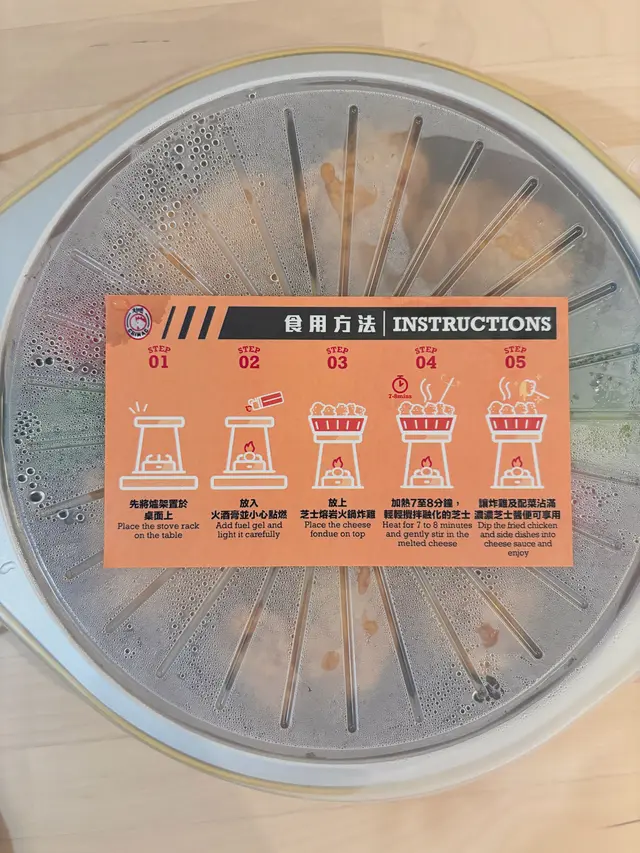 食用方法 | INSTRUCTIONS
STEP
01
先將爐架置於
桌面上
Place the stove rack
on the table
STEP
02
放入
火酒膏並小心點燃
Add fuel gel and
light it carefully
STEP
03
放上
芝士熔岩火鍋炸雞
Place the cheese
fondue on top
STEP
04
7-8mins
加熱7至8分鐘，
輕輕攪拌融化的芝士
Heat for 7 to 8 minutes
and gently stir in the
melted cheese
STEP
05
讓炸雞及配菜沾滿
濃濃芝士醬便可享用
Dip the fried chicken
and side dishes into
cheese sauce and
enjoy